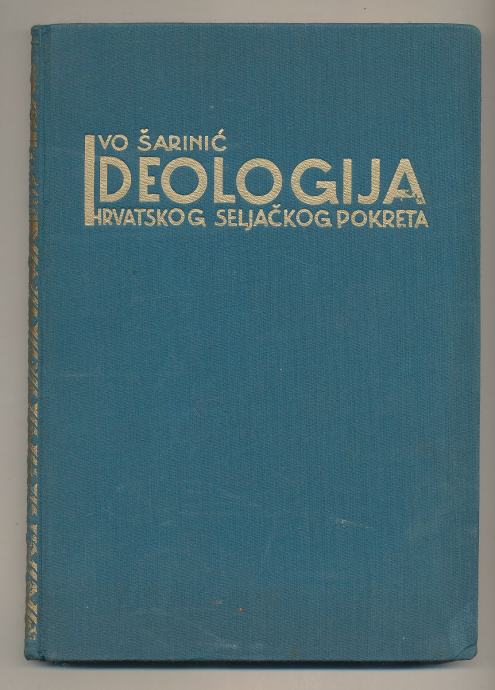 IVO ŠARINIĆ
IDEOLOGIJA
HRVATSKOG SELJAČKOG POKRETA